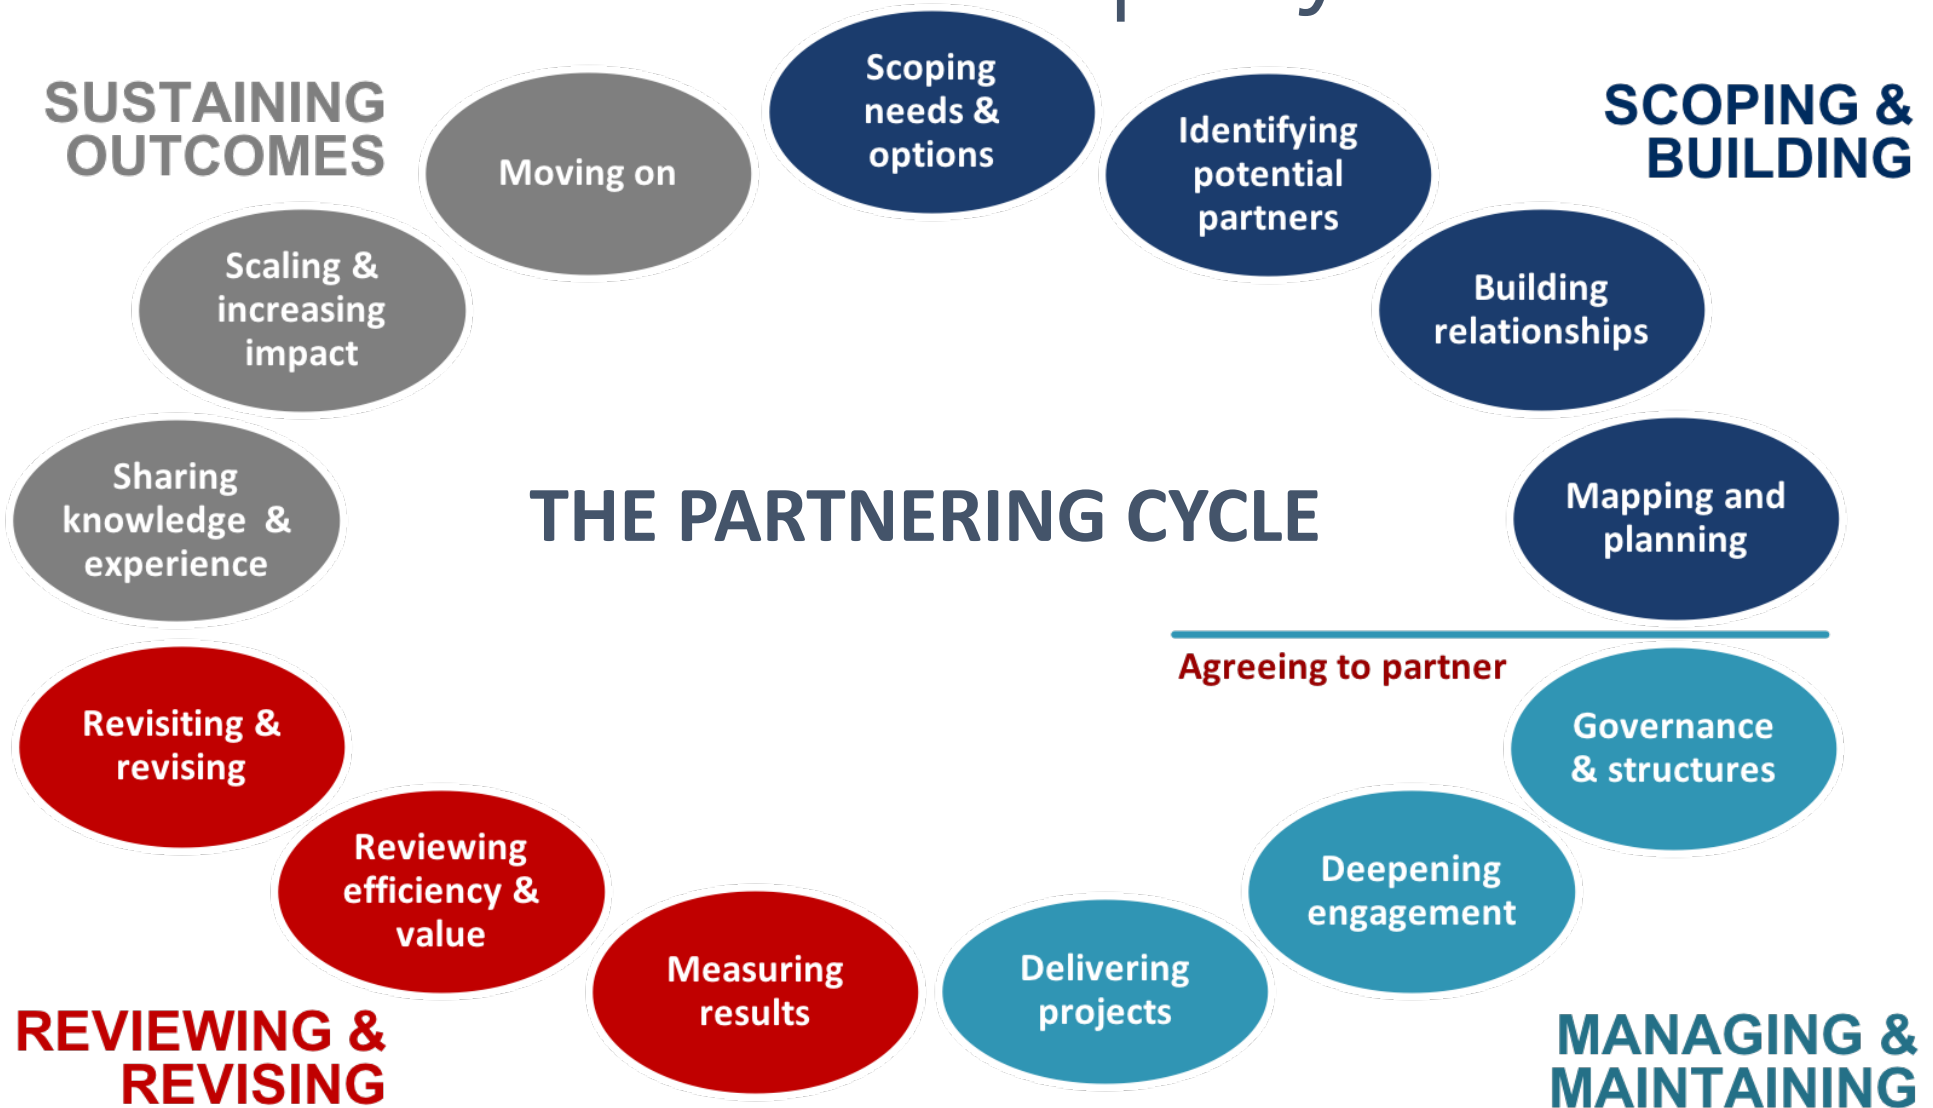 SUSTAINING
OUTCOMES
SCOPING &
BUILDING
Scoping
needs &
options
Identifying
potential
partners
Building
relationships
Mapping and
planning
THE PARTNERING CYCLE
Agreeing to partner
Governance
& structures
Deepening
engagement
Delivering
projects
MANAGING &
MAINTAINING
Measuring
results
Reviewing
efficiency &
value
Revisiting &
revising
REVIEWING &
REVISING
Sharing
knowledge &
experience
Scaling &
increasing
impact
Moving on